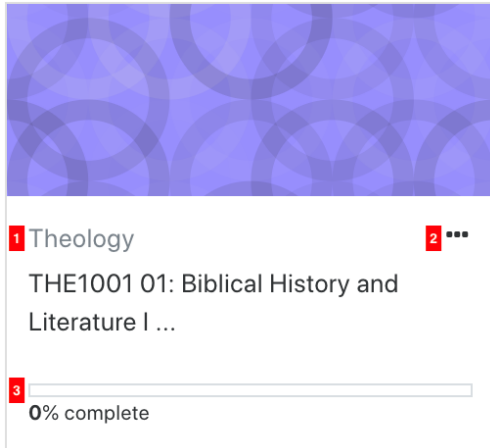 1 Theology 2 •••
THE1001 01: Biblical History and
Literature I ...
3
0% complete